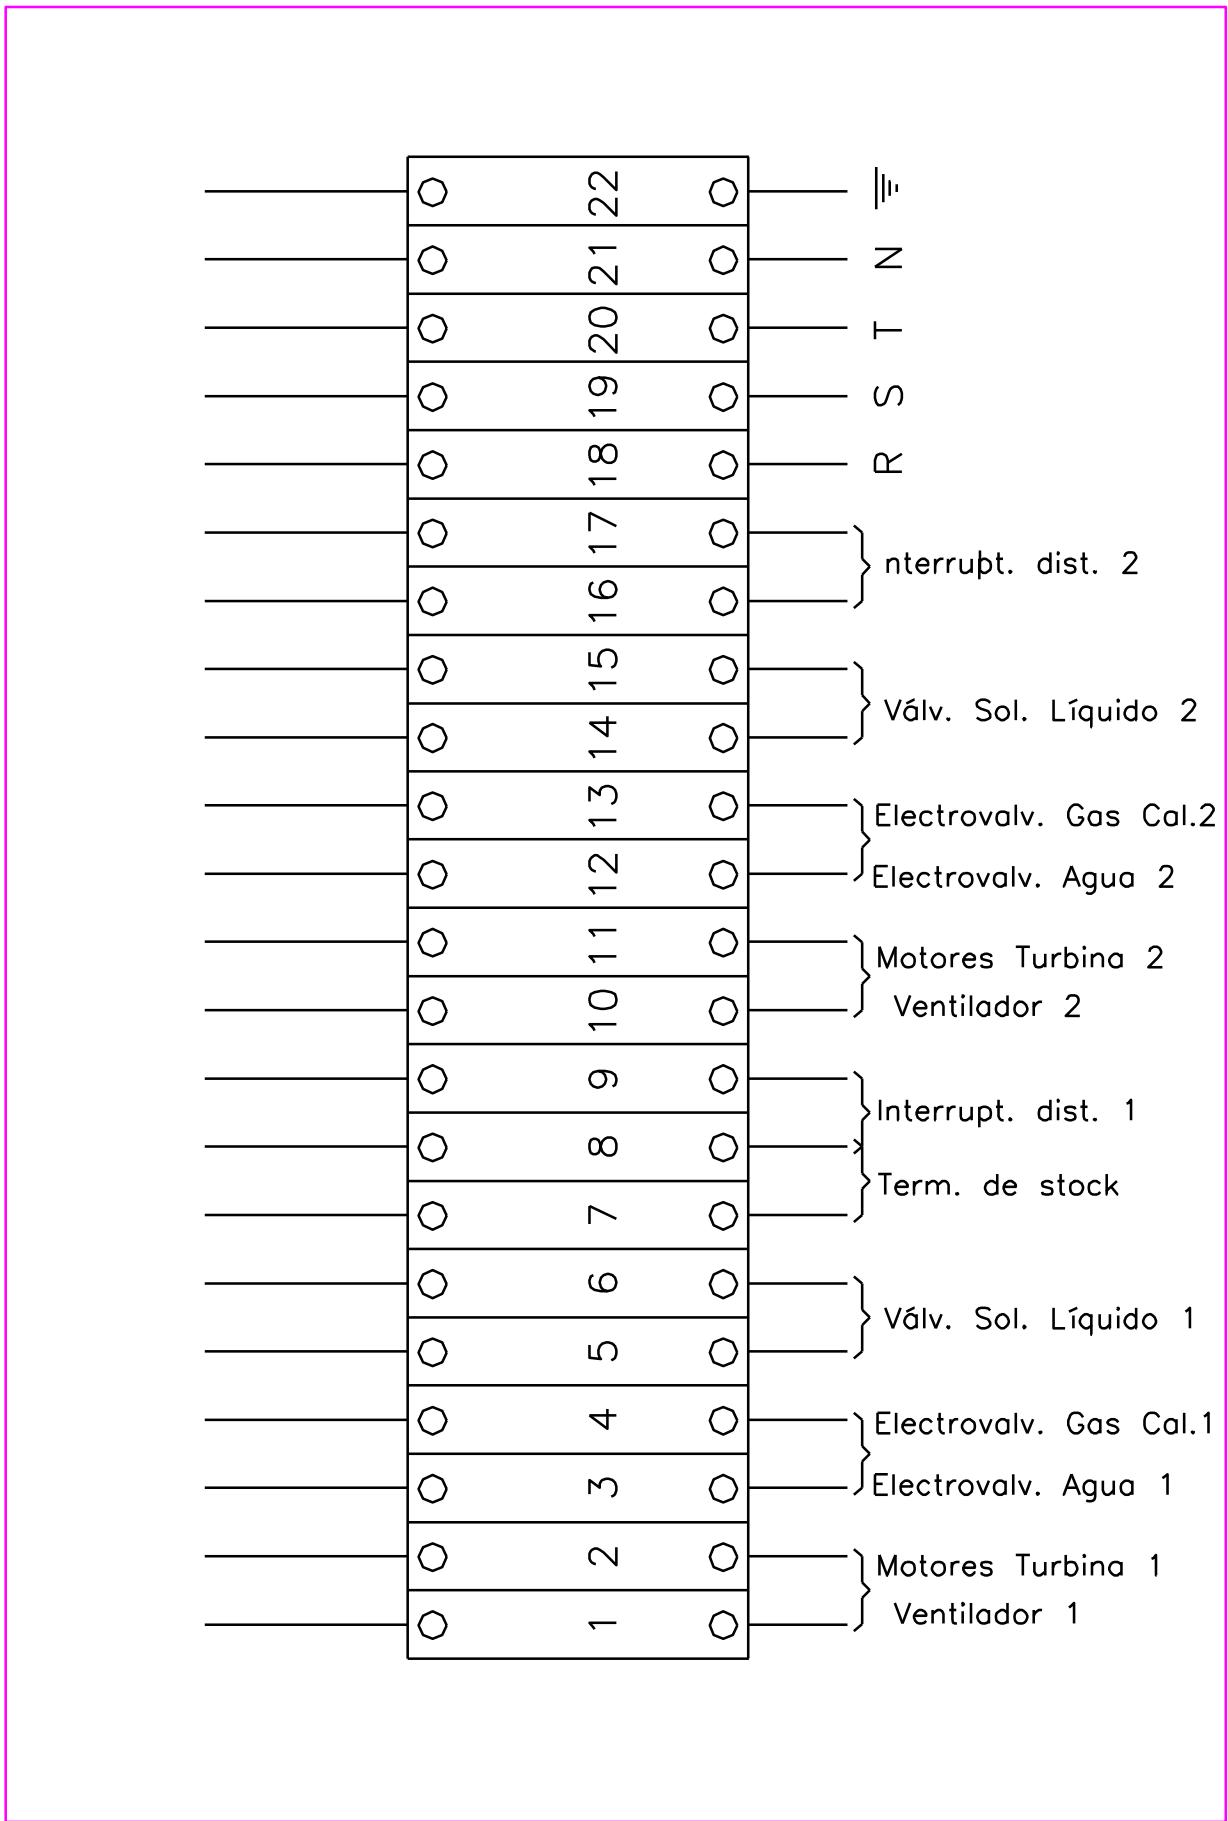 22
21 N
20 T
19 S
18 R
17
nterrupt. dist. 2
16
15
Válv. Sol. Líquido 2
14
13 Electrovalv. Gas Cal.2
12 Electrovalv. Agua 2
11 Motores Turbina 2
10 Ventilador 2
9
Interrupt. dist. 1
8
Term. de stock
7
6
Válv. Sol. Líquido 1
5
4 Electrovalv. Gas Cal.1
3 Electrovalv. Agua 1
2 Motores Turbina 1
1 Ventilador 1